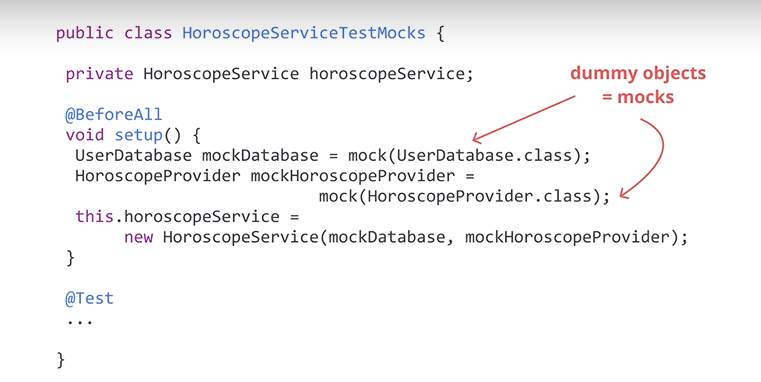 public class HoroscopeServiceTestMocks {
private HoroscopeService horoscopeService;
dummy objects
= mocks
@BeforeAll
void setup() {
UserDatabase mockDatabase = mock(UserDatabase.class);
HoroscopeProvider mockHoroscopeProvider =
mock(HoroscopeProvider.class);
this.horoscopeService =
new HoroscopeService(mockDatabase, mockHoroscopeProvider);
}
@Test
...
}